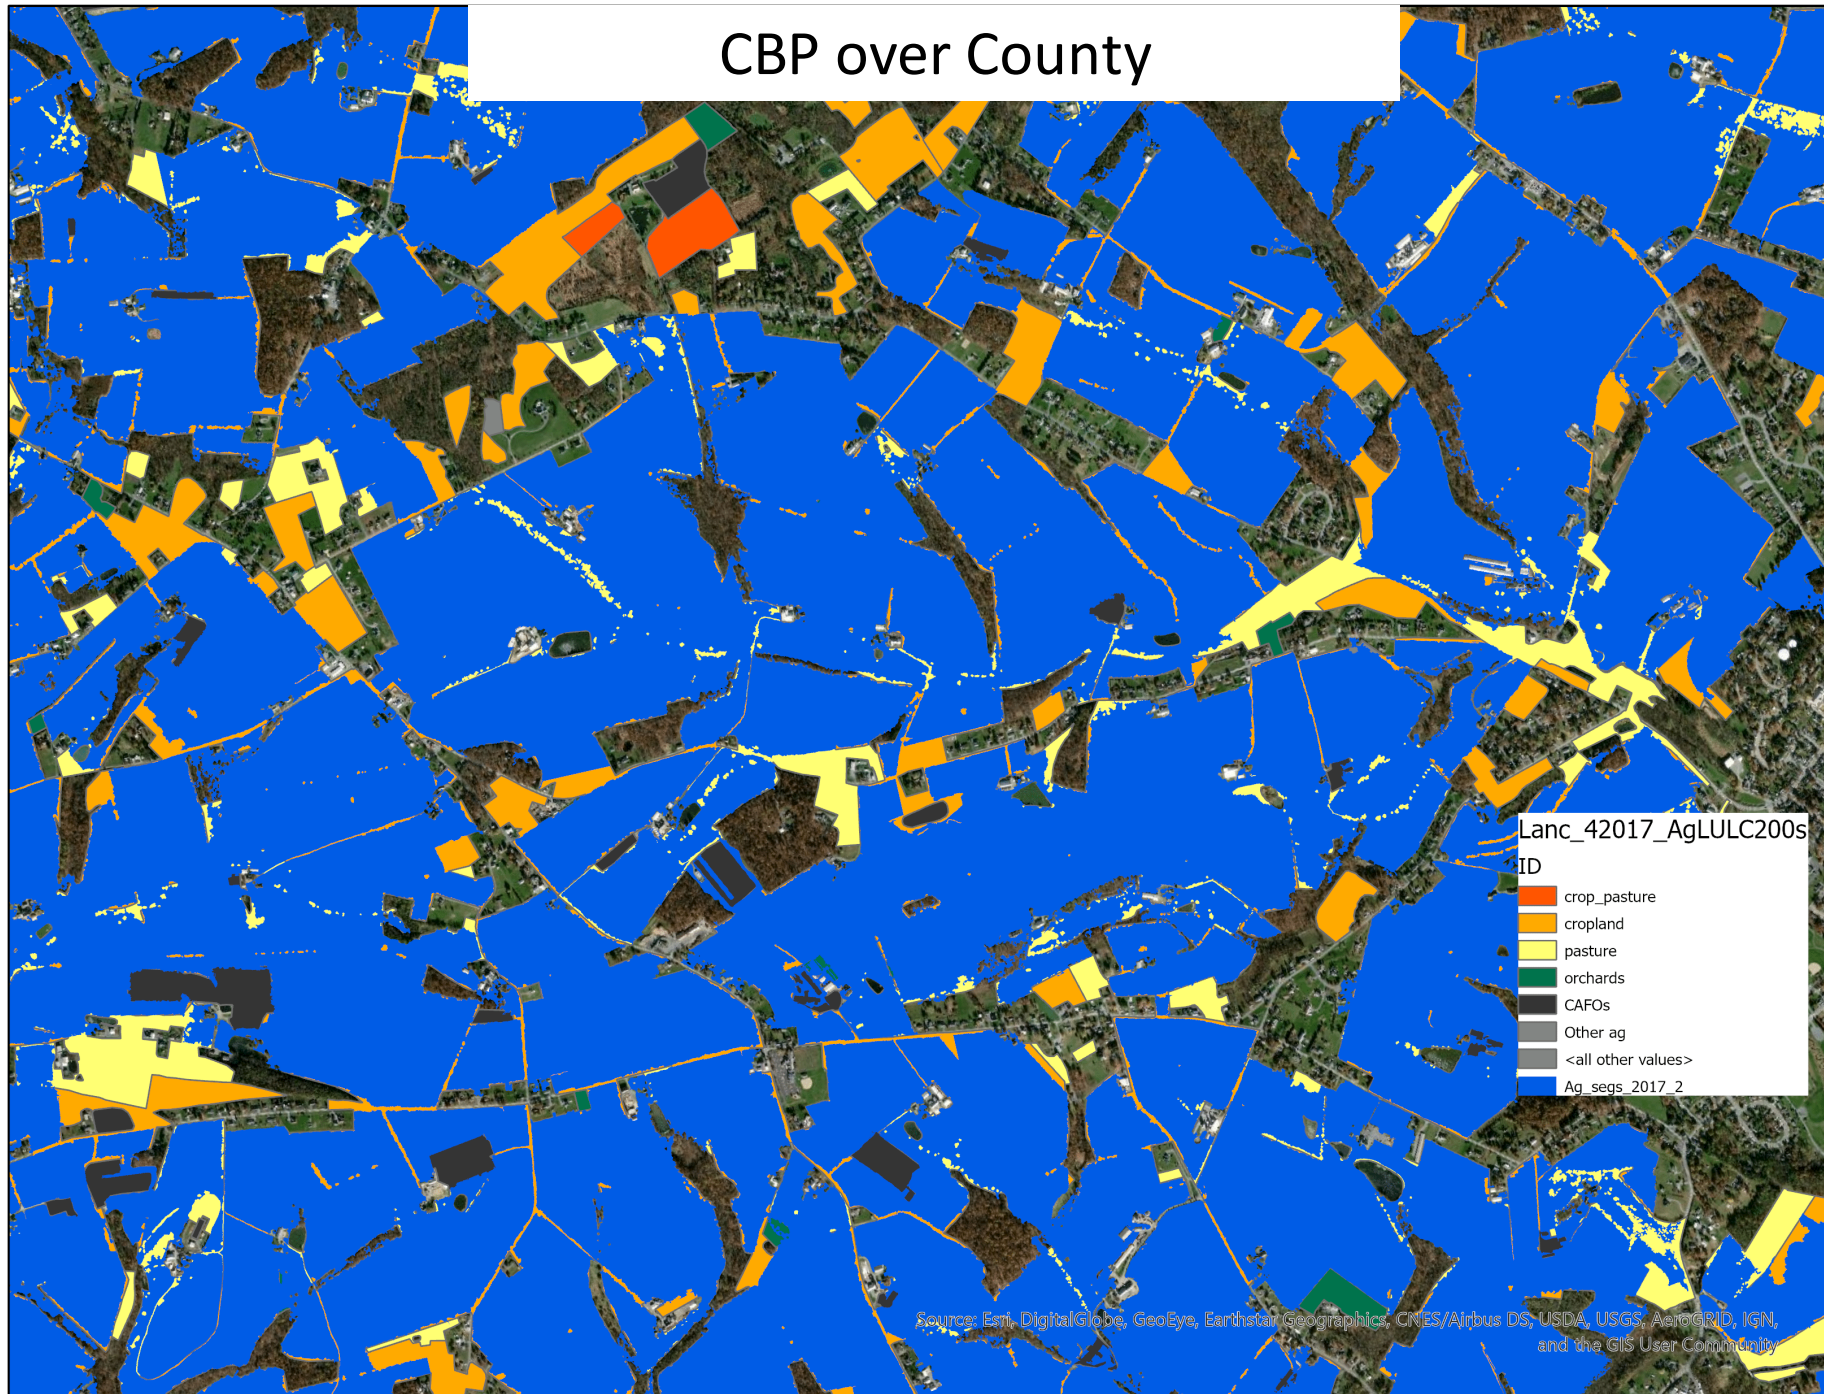 CBP over County
Lanc_42017_AgLULC200s
ID
crop_pasture
cropland
pasture
orchards
CAFOs
Other ag
<all other values>
Ag_segs_2017_2
Source: Esri, DigitalGlobe, GeoEye, Earthstar Geographics, CNES/Airbus DS, USDA, USGS, AeroGRID, IGN,
and the GIS User Community